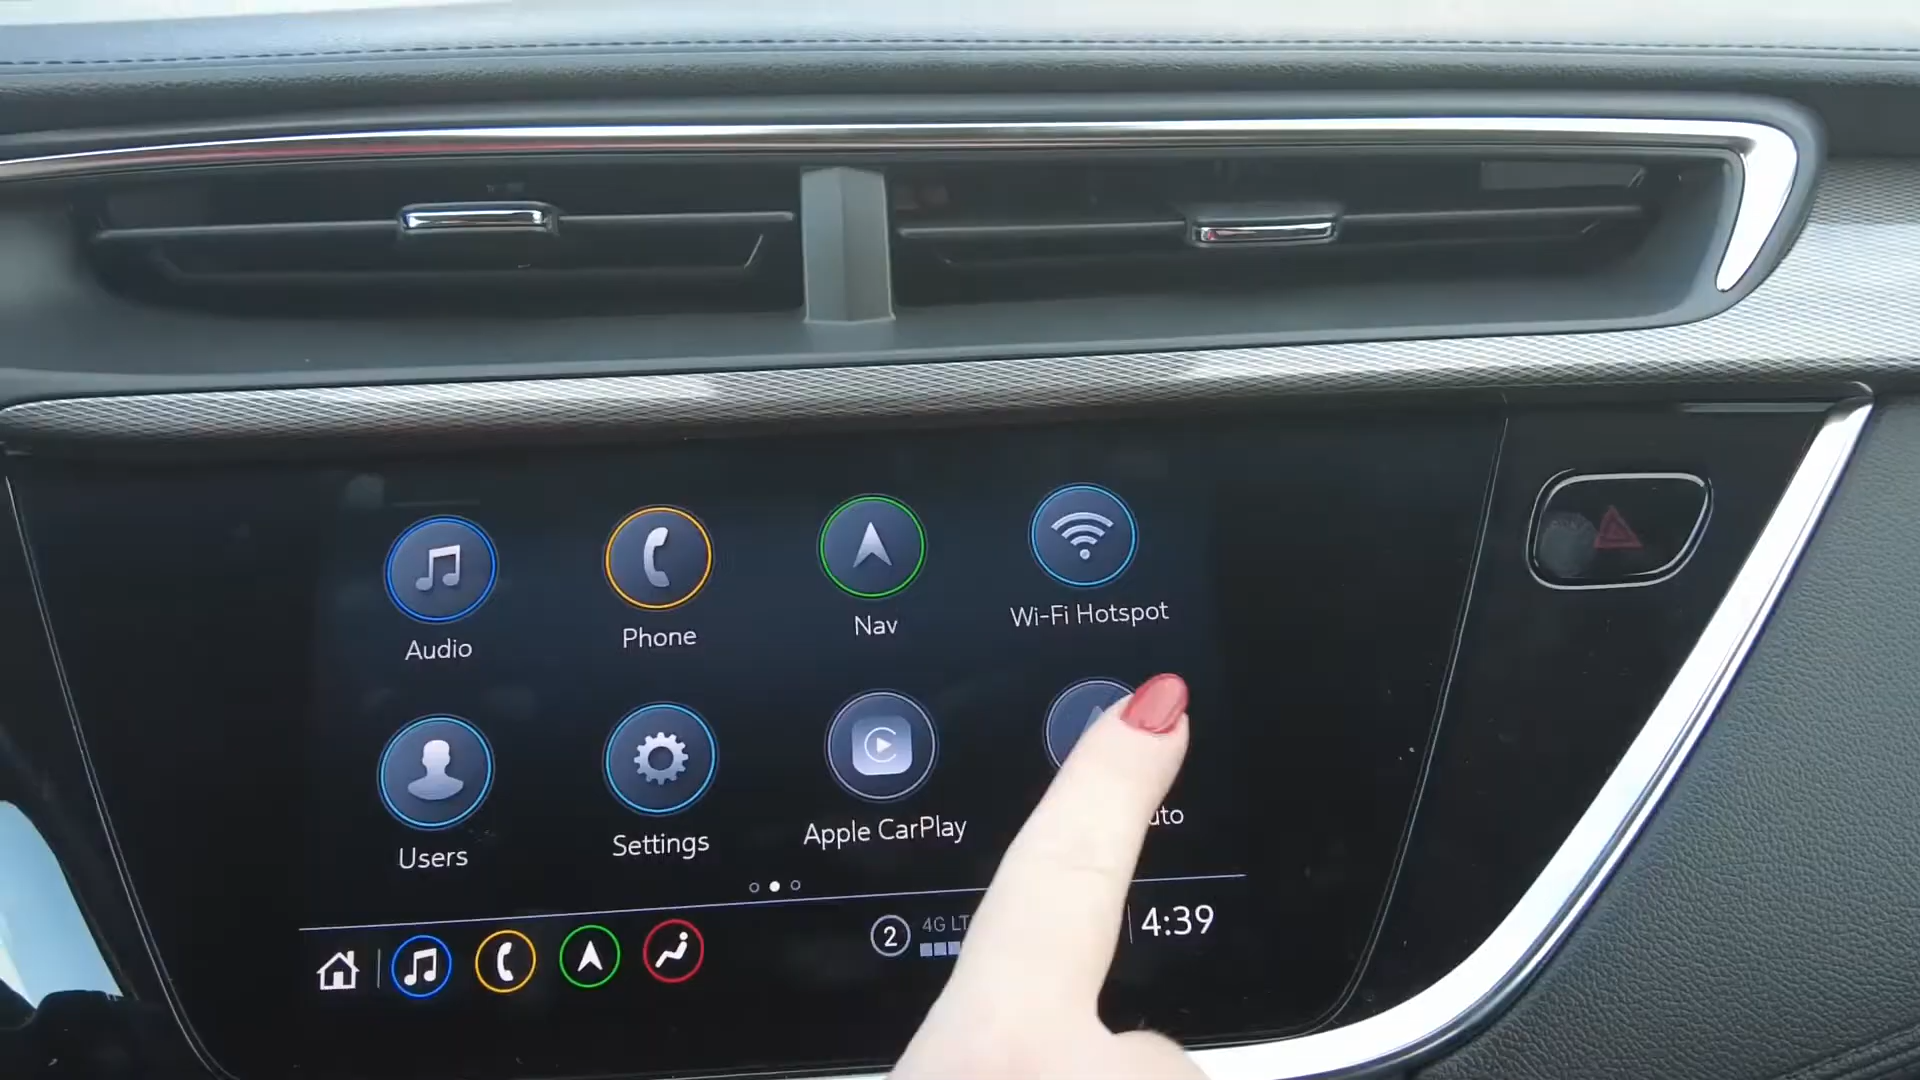 Audio
Phone
Nav
Wi-Fi Hotspot
Users
Settings
Apple CarPlay
uto
2
4G LT
4:39